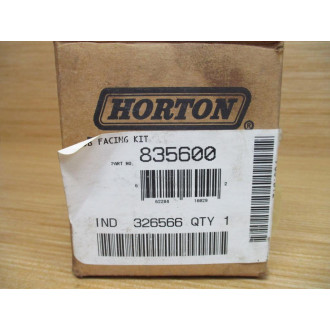 HORTON
®
FACING KIT
PART NO. 835600
IND 326566 QTY 1